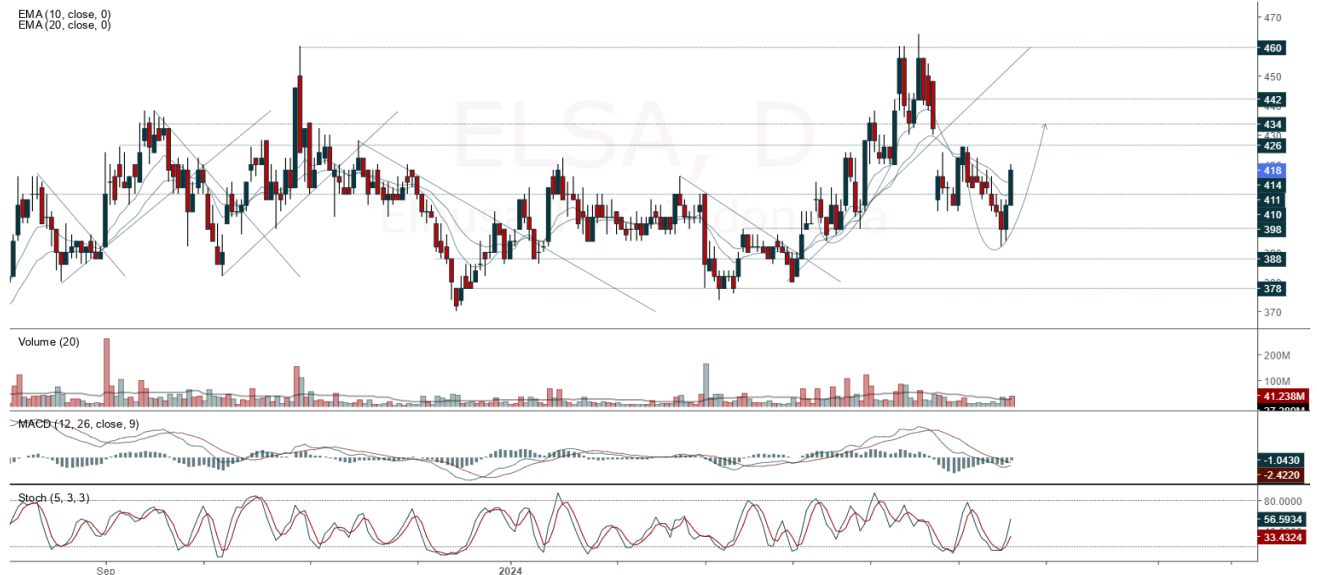 EMA (10, close, 0)
EMA (20, close, 0)
470
460
450
442
434
430
426
418
414
411
410
398
388
378
370
ELSA, D
Volume (20)
200M
100M
41.238M
MACD (12, 26, close, 9)
-1.0430
-2.4220
Stoch (5, 3, 3)
80.0000
56.5934
33.4324
Sep
2024